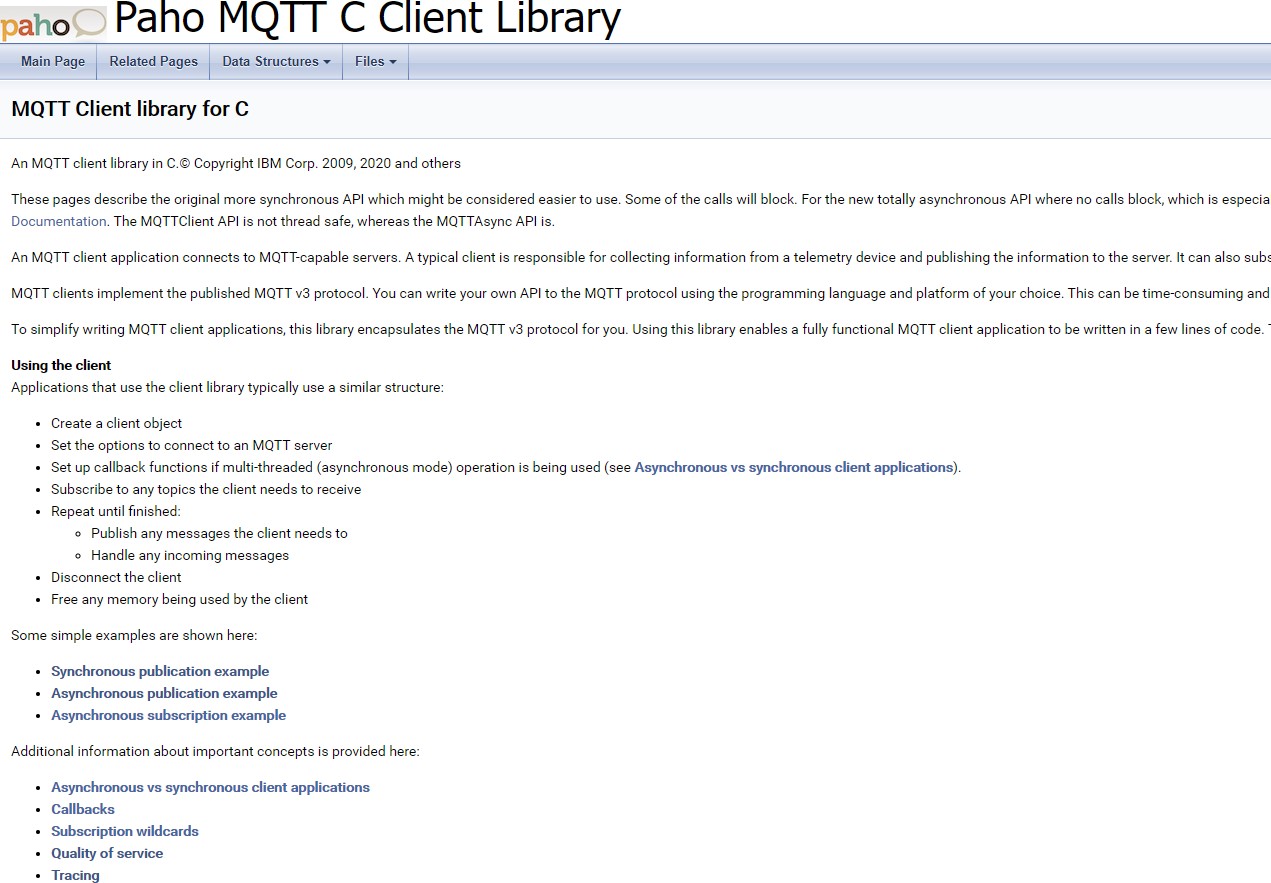 paho Paho MQTT C Client Library
Main Page Related Pages Data Structures Files
MQTT Client library for C
An MQTT client library in C.© Copyright IBM Corp. 2009, 2020 and others
These pages describe the original more synchronous API which might be considered easier to use. Some of the calls will block. For the new totally asynchronous API where no calls block, which is especia
Documentation. The MQTTClient API is not thread safe, whereas the MQTTAsync API is.
An MQTT client application connects to MQTT-capable servers. A typical client is responsible for collecting information from a telemetry device and publishing the information to the server. It can also subs
MQTT clients implement the published MQTT v3 protocol. You can write your own API to the MQTT protocol using the programming language and platform of your choice. This can be time-consuming and
To simplify writing MQTT client applications, this library encapsulates the MQTT v3 protocol for you. Using this library enables a fully functional MQTT client application to be written in a few lines of code.
Using the client
Applications that use the client library typically use a similar structure:
• Create a client object
• Set the options to connect to an MQTT server
• Set up callback functions if multi-threaded (asynchronous mode) operation is being used (see Asynchronous vs synchronous client applications).
• Subscribe to any topics the client needs to receive
• Repeat until finished:
◦ Publish any messages the client needs to
◦ Handle any incoming messages
• Disconnect the client
• Free any memory being used by the client
Some simple examples are shown here:
• Synchronous publication example
• Asynchronous publication example
• Asynchronous subscription example
Additional information about important concepts is provided here:
• Asynchronous vs synchronous client applications
• Callbacks
• Subscription wildcards
• Quality of service
• Tracing